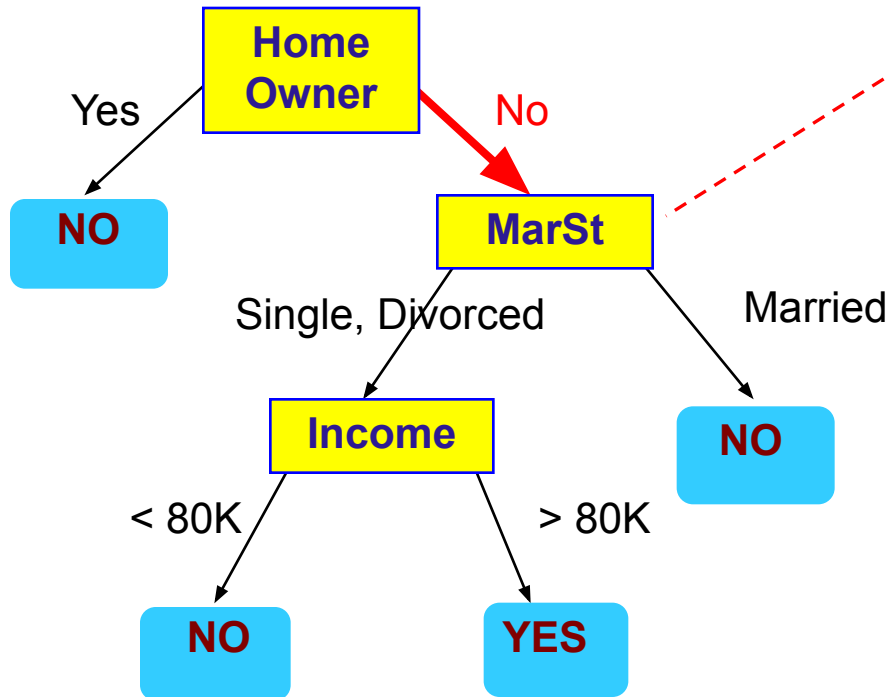 Home
Owner
Yes
No
NO
MarSt
Single, Divorced
Married
Income
NO
< 80K
> 80K
NO
YES